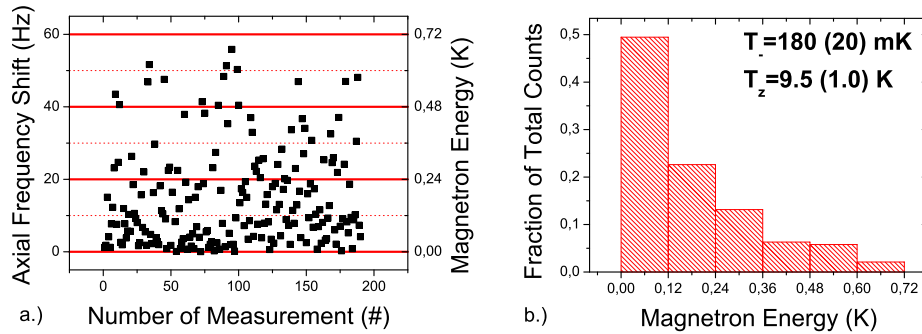 Axial Frequency Shift (Hz)
60
40
20
0
0
50
100
150
200
Number of Measurement (#)
0,72
0,48
0,24
0,00
Magnetron Energy (K)
a.)
Fraction of Total Counts
0,5
0,4
0,3
0,2
0,1
0,0
T_-=180 (20) mK
T_z=9.5 (1.0) K
0,00
0,12
0,24
0,36
0,48
0,60
0,72
Magnetron Energy (K)
b.)